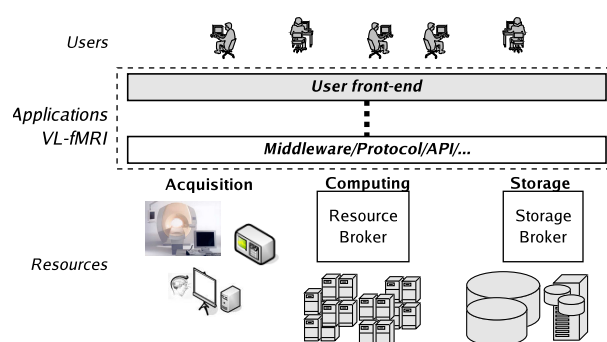 Users
User front-end
Applications
VL-fMRI
Middleware/Protocol/API/...
Acquisition
Computing
Storage
Resource
Broker
Storage
Broker
Resources